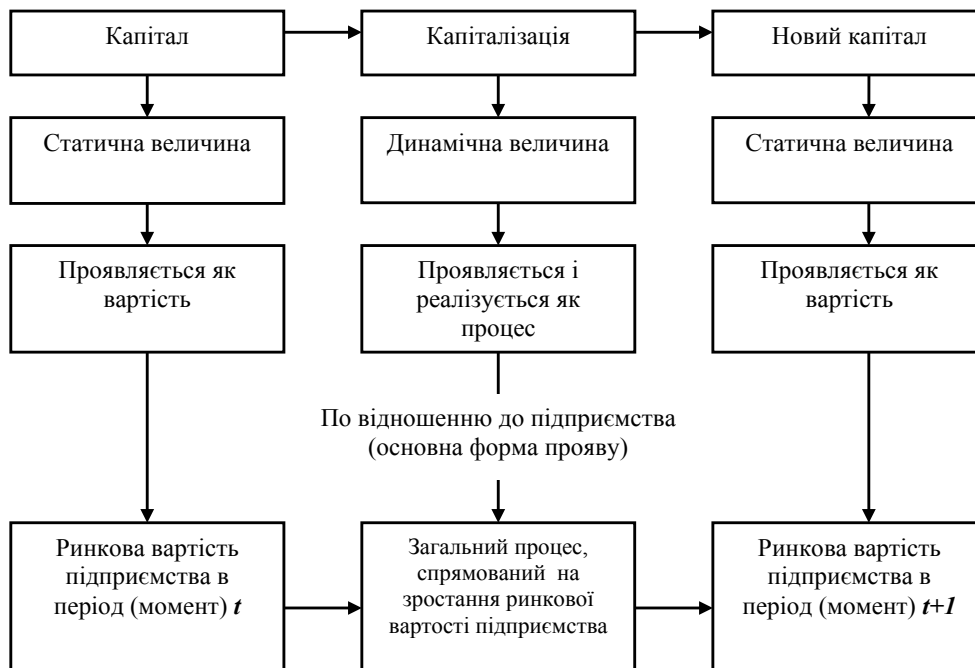 Капітал
Капіталізація
Новий капітал
Статична величина
Динамічна величина
Статична величина
Проявляється як
вартість
Проявляється і
реалізується як
процес
Проявляється як
вартість
По відношенню до підприємства
(основна форма прояву)
Ринкова вартість
підприємства в
період (момент) t
Загальний процес,
спрямований на
зростання ринкової
вартості підприємства
Ринкова вартість
підприємства в
період (момент) t+1